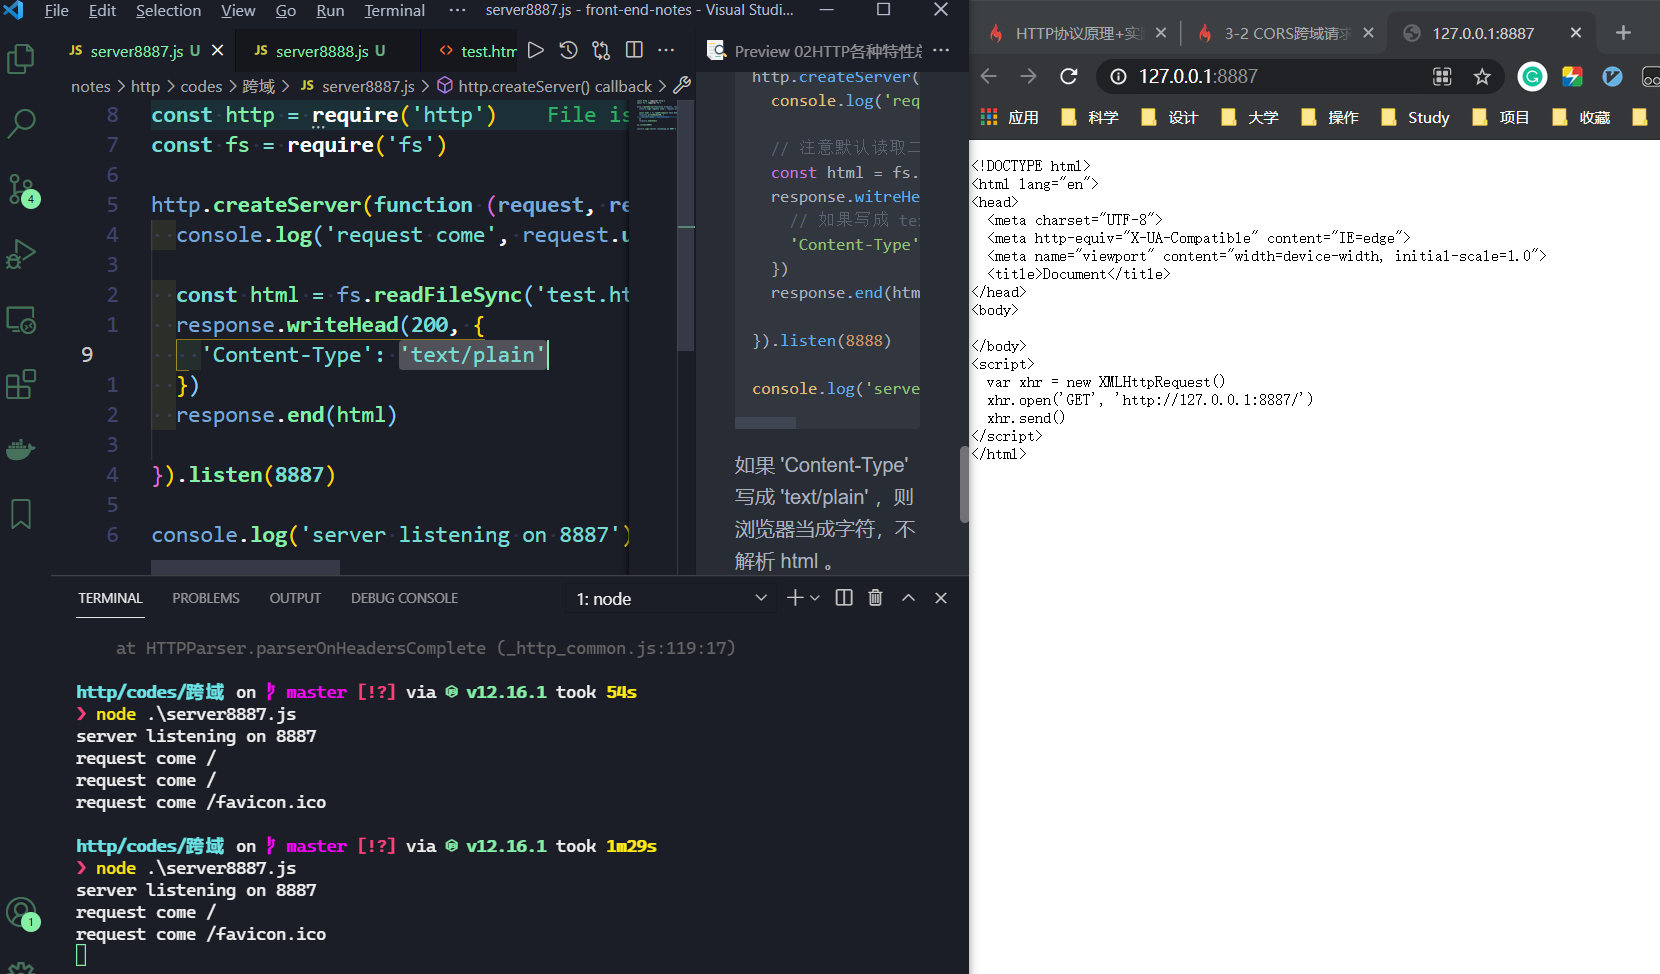 File Edit Selection View Go Run Terminal ··· server8887.js - front-end-notes - Visual Studi...
JS server8887.js U
JS server8888.js U
<> test.htm
notes > http > codes > 跨域 > JS server8887.js > http.createServer() callback >
8 const http = require('http') File is
7 const fs = require('fs')
6
5 http.createServer(function (request, re
4 console.log('request come', request.u
3
2 const html = fs.readFileSync('test.ht
1 response.writeHead(200, {
9 'Content-Type': 'text/plain'
1 })
2 response.end(html)
3
4 }).listen(8887)
5
6 console.log('server listening on 8887')
4
1
Preview 02HTTP各种特性总 ···
http.createServer(
console.log('req
// 注意默认读取二
const html = fs.
response.witreHe
// 如果写成 te
'Content-Type'
})
response.end(htm
}).listen(8888)
console.log('serve
如果 'Content-Type'
写成 'text/plain' ，则
浏览器当成字符，不
解析 html 。
TERMINAL PROBLEMS OUTPUT DEBUG CONSOLE 1: node
at HTTPParser.parserOnHeadersComplete (_http_common.js:119:17)
http/codes/跨域 on master [!?] via v12.16.1 took 54s
❯ node .\server8887.js
server listening on 8887
request come /
request come /
request come /favicon.ico
http/codes/跨域 on master [!?] via v12.16.1 took 1m29s
❯ node .\server8887.js
server listening on 8887
request come /
request come /favicon.ico
HTTP协议原理+实
3-2 CORS跨域请求
127.0.0.1:8887
127.0.0.1:8887
应用 科学 设计 大学 操作 Study 项目 收藏
<!DOCTYPE html>
<html lang="en">
<head>
<meta charset="UTF-8">
<meta http-equiv="X-UA-Compatible" content="IE=edge">
<meta name="viewport" content="width=device-width, initial-scale=1.0">
<title>Document</title>
</head>
<body>
</body>
<script>
var xhr = new XMLHttpRequest()
xhr.open('GET', 'http://127.0.0.1:8887/')
xhr.send()
</script>
</html>